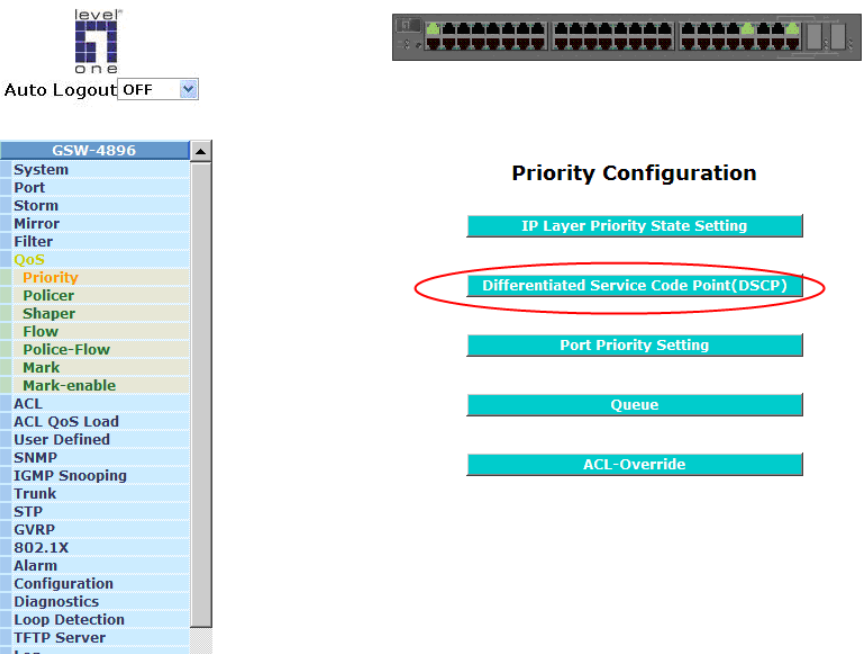 level
one
Auto Logout OFF
GSW-4896
System
Port
Storm
Mirror
Filter
QoS
Priority
Policer
Shaper
Flow
Police-Flow
Mark
Mark-enable
ACL
ACL QoS Load
User Defined
SNMP
IGMP Snooping
Trunk
STP
GVRP
802.1X
Alarm
Configuration
Diagnostics
Loop Detection
TFTP Server
Priority Configuration
IP Layer Priority State Setting
Differentiated Service Code Point(DSCP)
Port Priority Setting
Queue
ACL-Override